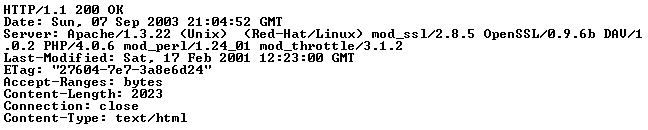 HTTP/1.1 200 OK
Date: Sun, 07 Sep 2003 21:04:52 GMT
Server: Apache/1.3.22 (Unix)  (Red-Hat/Linux) mod_ssl/2.8.5 OpenSSL/0.9.6b DAV/1
.0.2 PHP/4.0.6 mod_perl/1.24_01 mod_throttle/3.1.2
Last-Modified: Sat, 17 Feb 2001 12:23:00 GMT
ETag: "27604-7e7-3a8e6d24"
Accept-Ranges: bytes
Content-Length: 2023
Connection: close
Content-Type: text/html